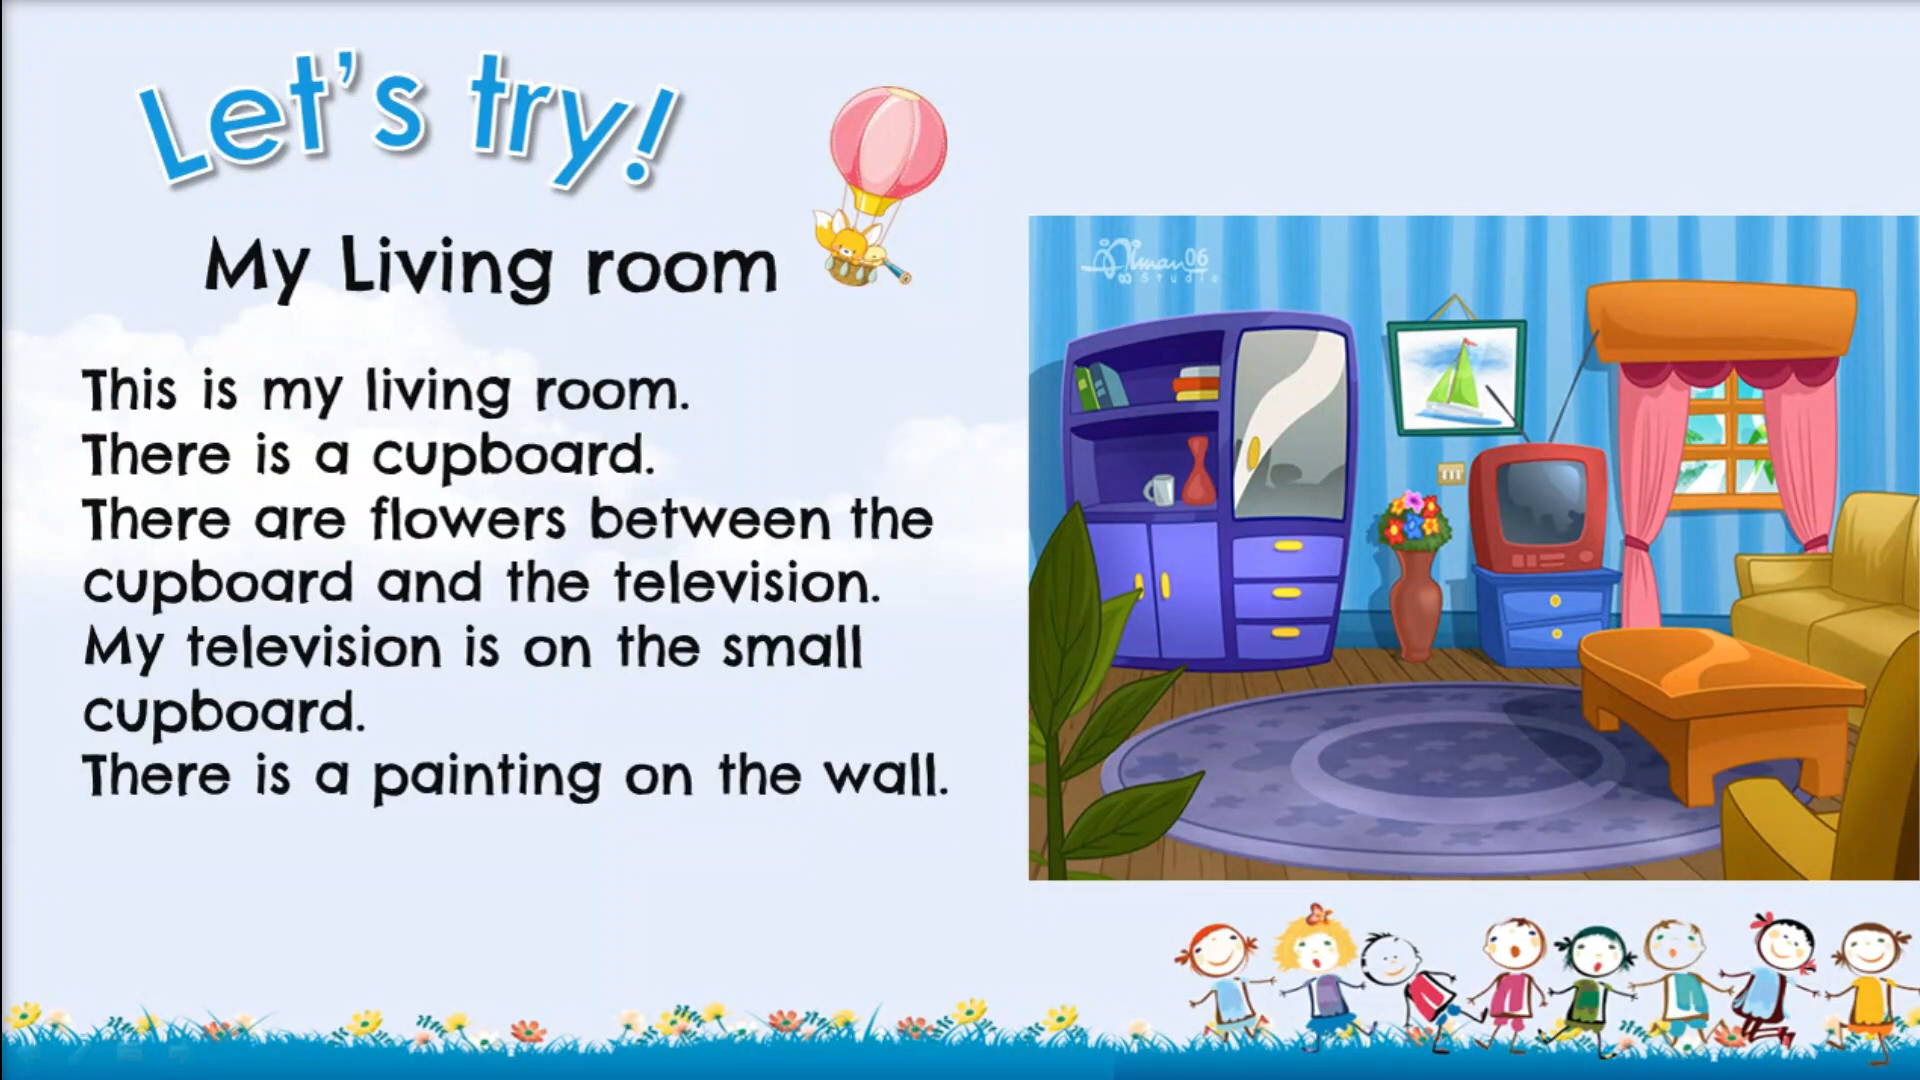 Let's try!
My Living room
This is my living room.
There is a cupboard.
There are flowers between the
cupboard and the television.
My television is on the small
cupboard.
There is a painting on the wall.